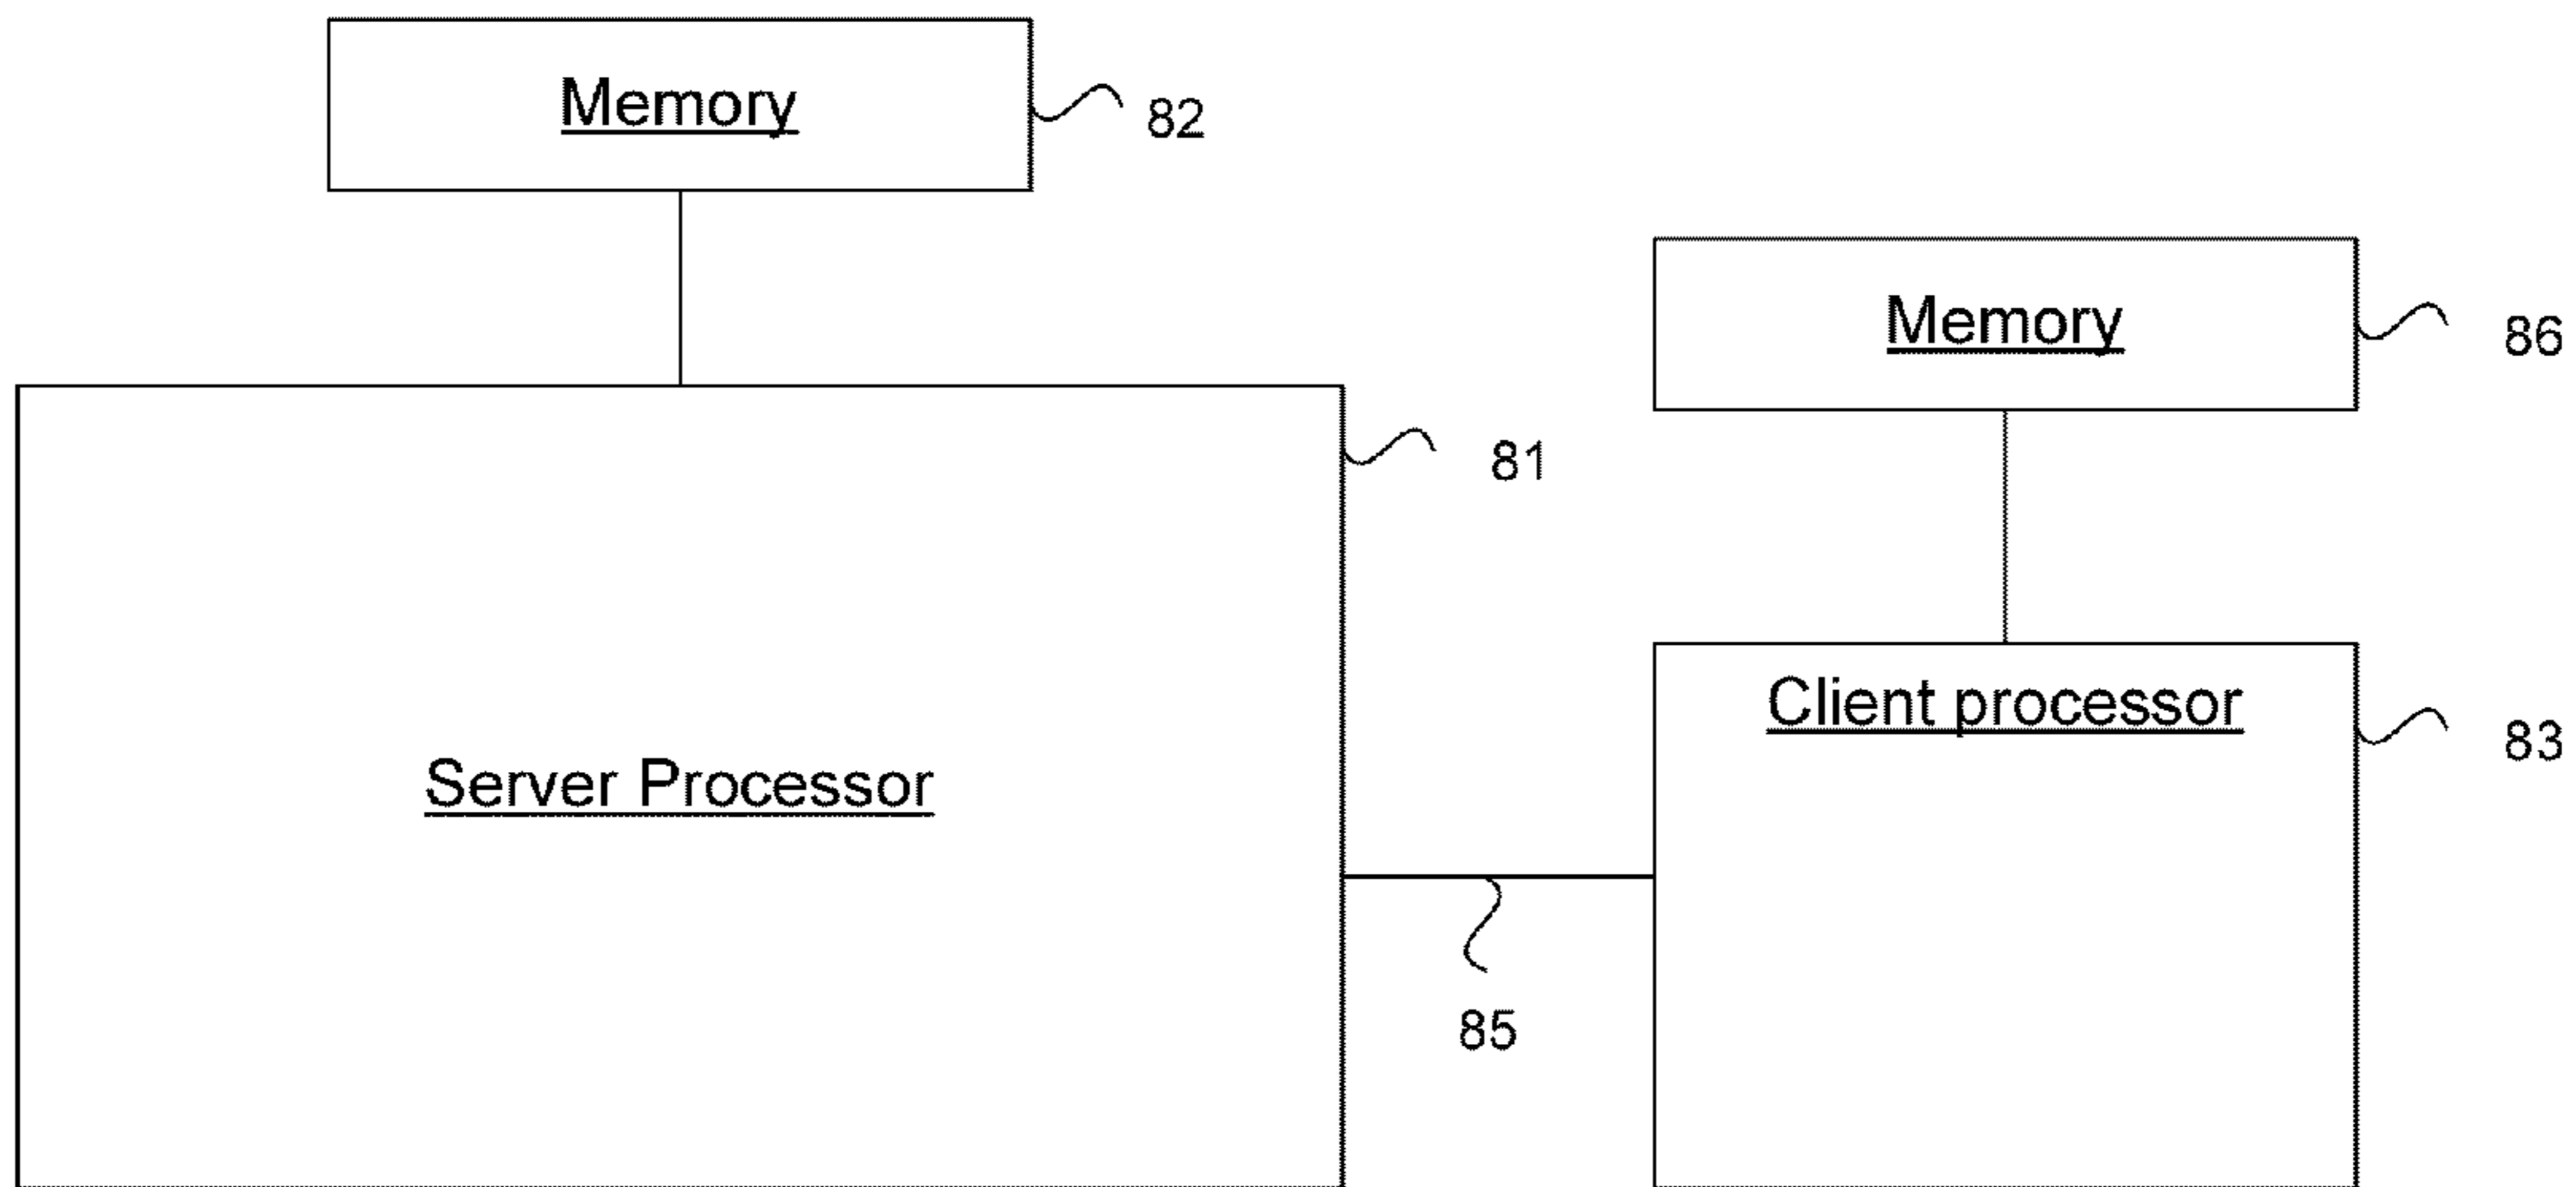 Memory
82
Memory
86
81
Client processor
83
Server Processor
85